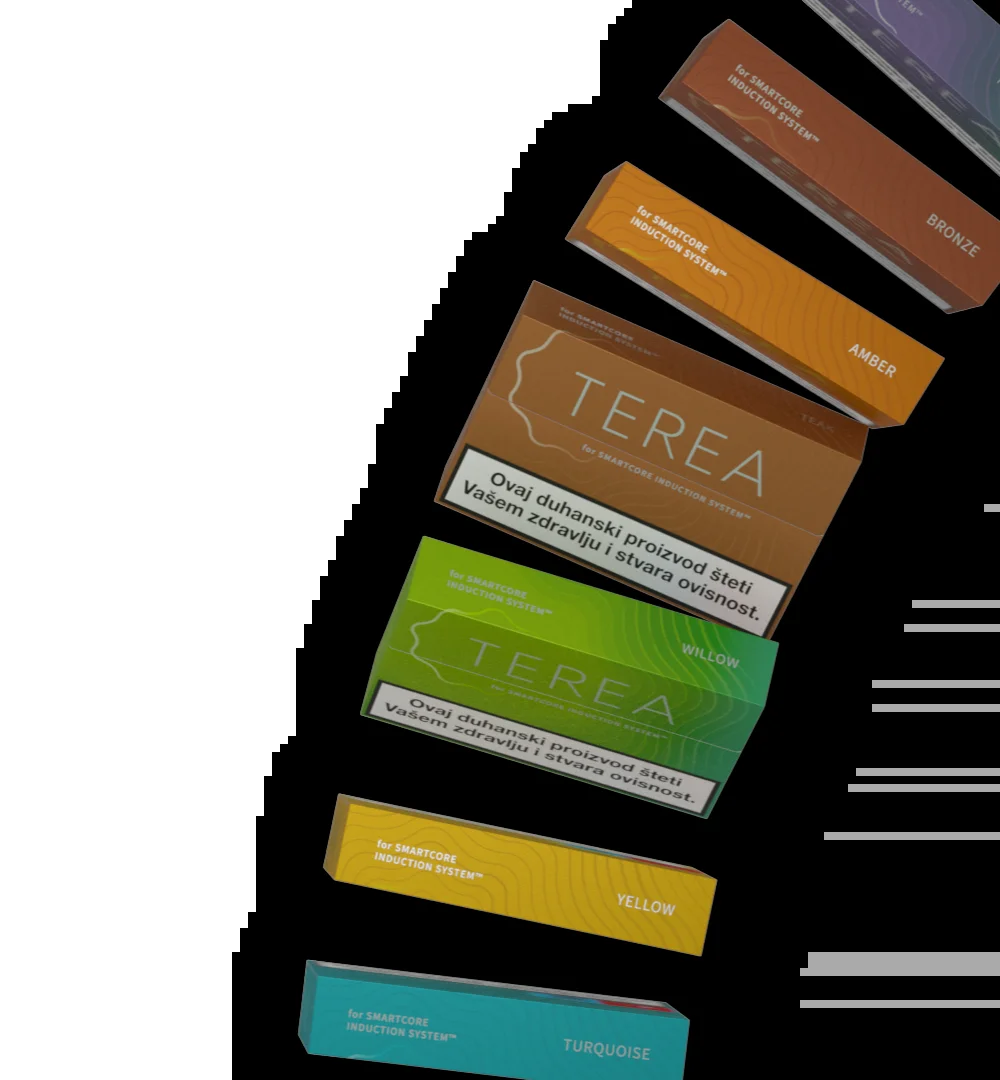 TEREA
for SMARTCORE
INDUCTION SYSTEM™
BRONZE
TEREA
for SMARTCORE
INDUCTION SYSTEM™
AMBER
for SMARTCORE
INDUCTION SYSTEM™
TEAK
TEREA
for SMARTCORE INDUCTION SYSTEM™
Ovaj duhanski proizvod šteti
Vašem zdravlju i stvara ovisnost.
for SMARTCORE
INDUCTION SYSTEM™
WILLOW
TEREA
for SMARTCORE INDUCTION SYSTEM™
Ovaj duhanski proizvod šteti
Vašem zdravlju i stvara ovisnost.
for SMARTCORE
INDUCTION SYSTEM™
YELLOW
for SMARTCORE
INDUCTION SYSTEM™
TURQUOISE